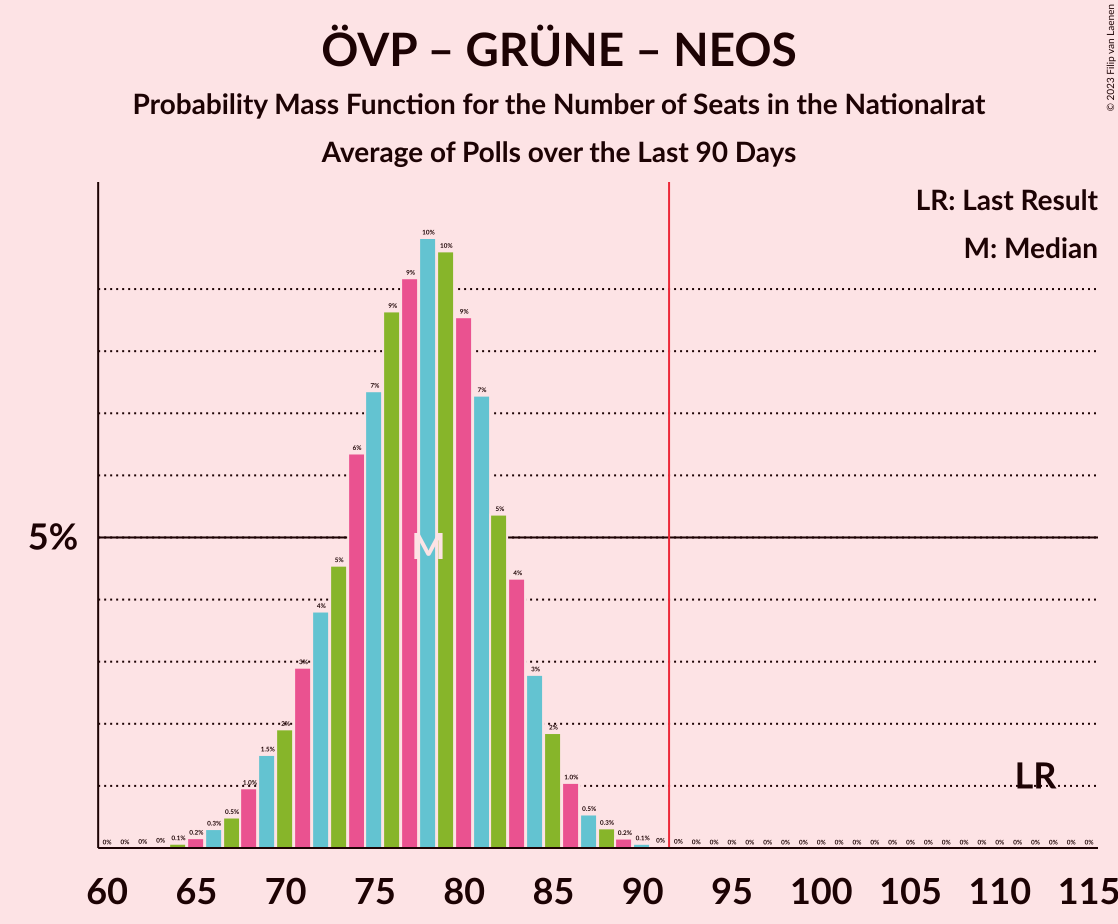 ÖVP – GRÜNE – NEOS
Probability Mass Function for the Number of Seats in the Nationalrat
Average of Polls over the Last 90 Days
© 2023 Filip van Laenen
LR: Last Result
M: Median
5%
0% 0% 0% 0% 0.1% 0.2% 0.3% 0.5% 1.0% 1.5% 2% 3% 4% 5% 6% 7% 9% 9% 10% 10% 9% 7% 5% 4% 3% 2% 1.0% 0.5% 0.3% 0.2% 0.1% 0% 0% 0% 0% 0% 0% 0% 0% 0% 0% 0% 0% 0% 0% 0% 0% 0% 0% 0% 0% 0% 0% 0% 0% 0%
M
LR
60 65 70 75 80 85 90 95 100 105 110 115